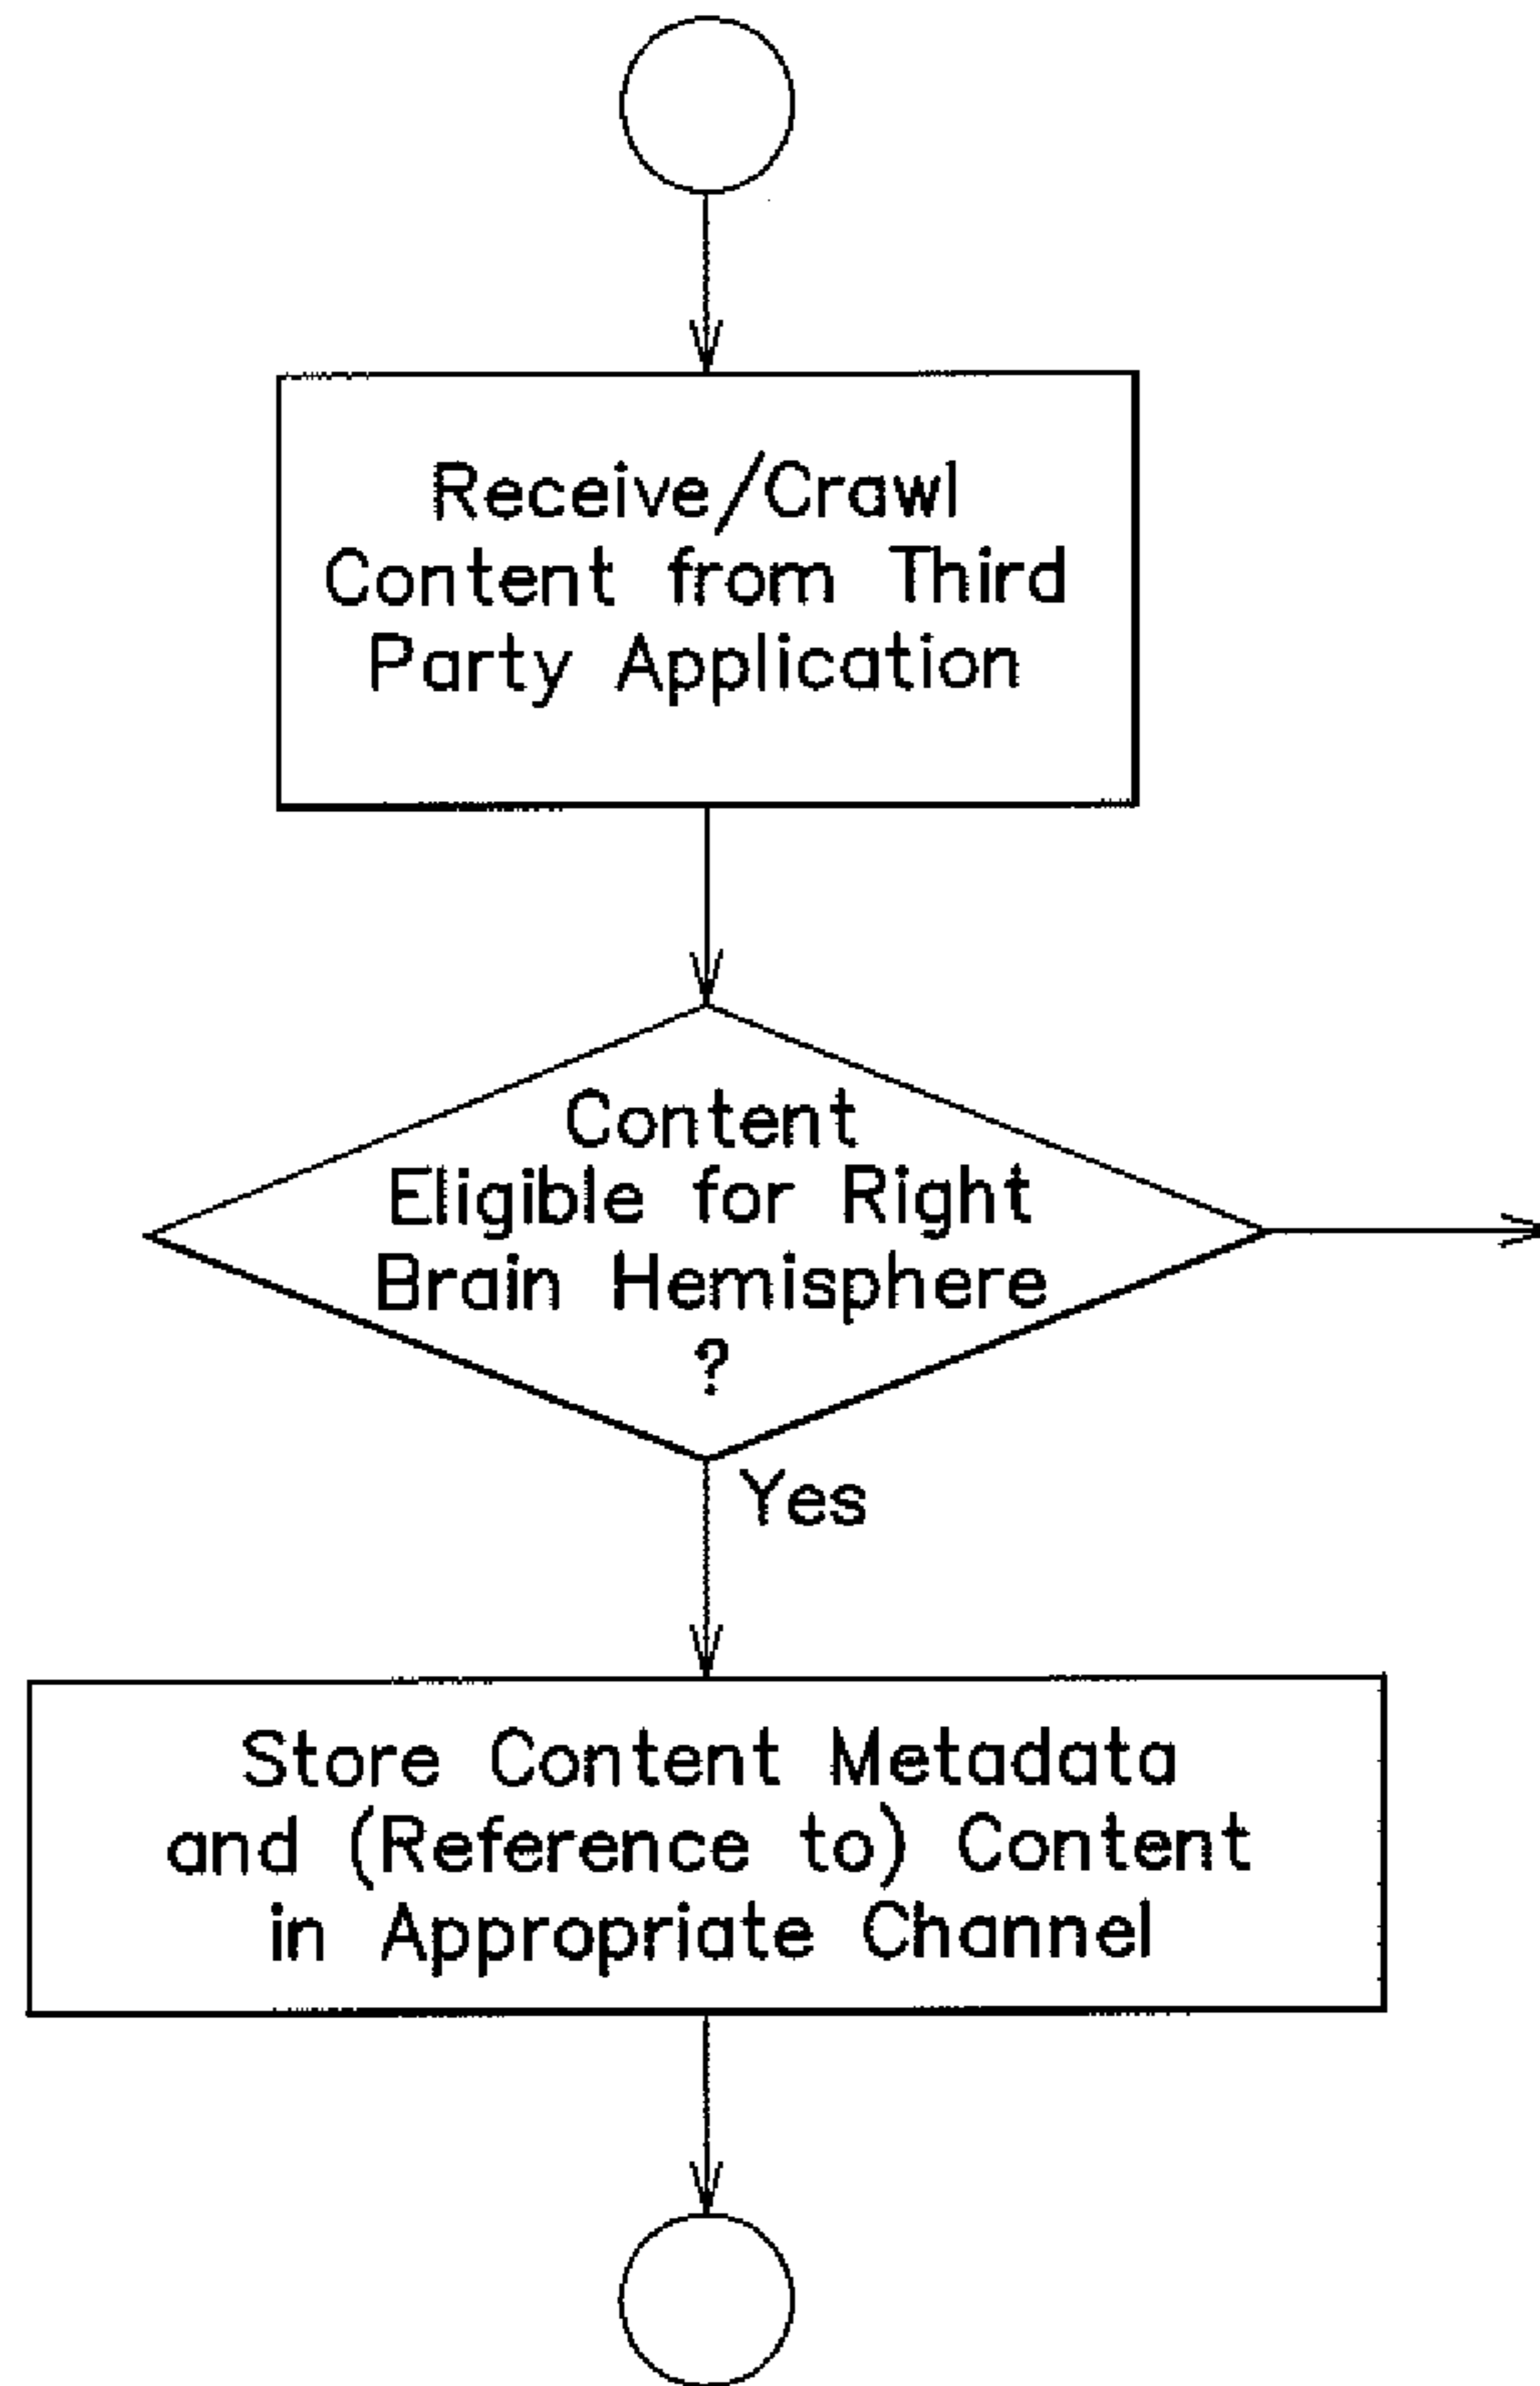 Receive/Crawl
Content from Third
Party Application
Content
Eligible for Right
Brain Hemisphere
?
Yes
Store Content Metadata
and (Reference to) Content
in Appropriate Channel